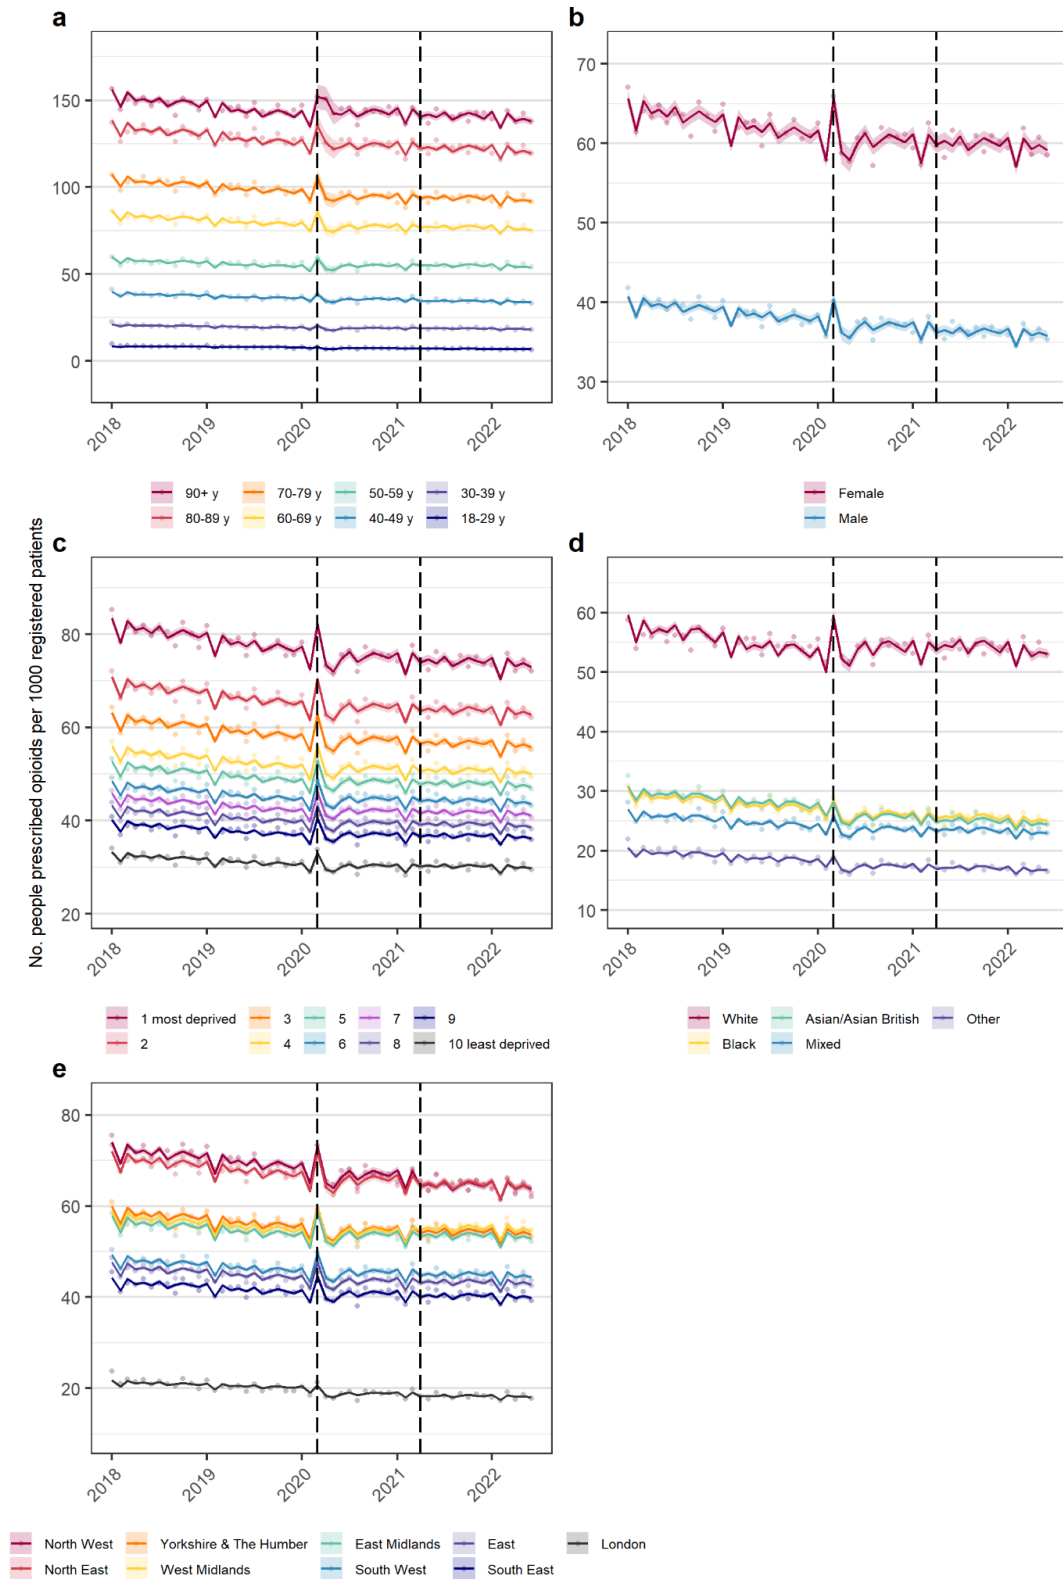 a
150
100
50
0
2018
2019
2020
2021
2022
90+ y
70-79 y
50-59 y
30-39 y
80-89 y
60-69 y
40-49 y
18-29 y
b
70
60
50
40
30
2018
2019
2020
2021
2022
Female
Male
No. people prescribed opioids per 1000 registered patients
c
80
60
40
20
2018
2019
2020
2021
2022
1 most deprived
3
5
7
9
2
4
6
8
10 least deprived
d
60
50
40
30
20
10
2018
2019
2020
2021
2022
White
Asian/Asian British
Other
Black
Mixed
e
80
60
40
20
2018
2019
2020
2021
2022
North West
Yorkshire & The Humber
East Midlands
East
London
North East
West Midlands
South West
South East